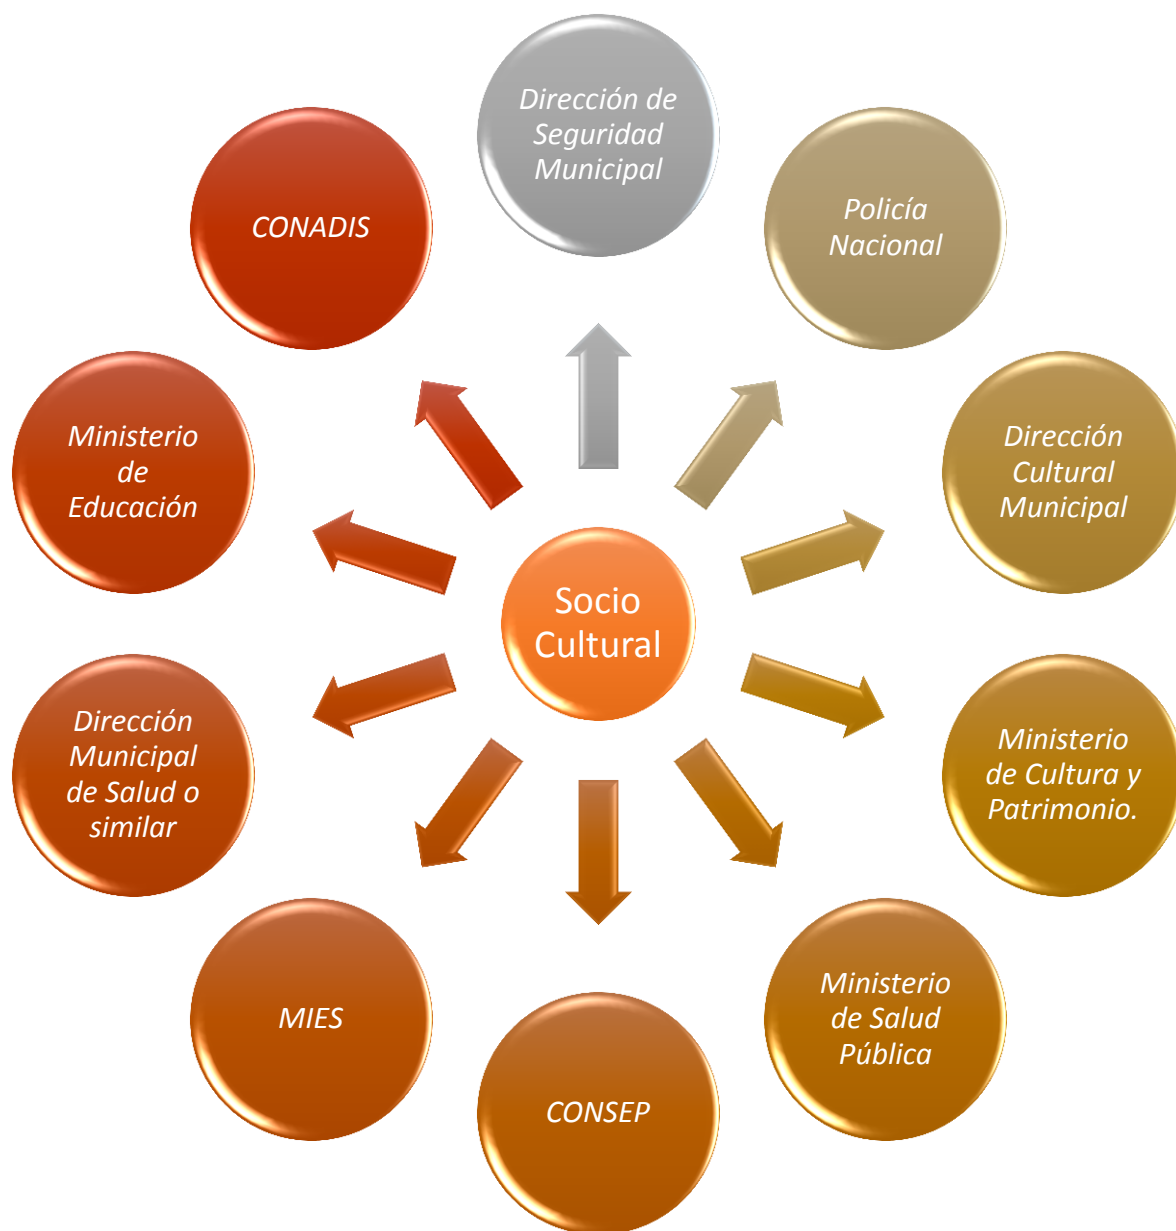 Dirección de
Seguridad
Municipal
Policía
Nacional
Dirección
Cultural
Municipal
Ministerio
de Cultura y
Patrimonio.
Ministerio
de Salud
Pública
CONSEP
MIES
Dirección
Municipal
de Salud o
similar
Ministerio
de
Educación
CONADIS
Socio
Cultural